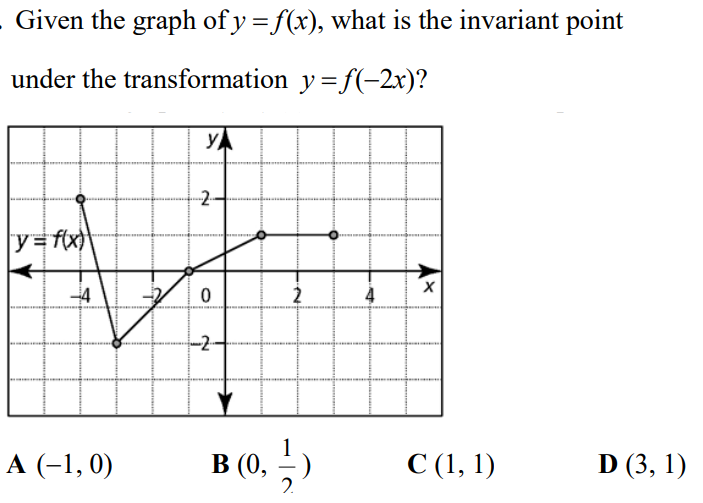 . Given the graph of y = f(x), what is the invariant point
under the transformation y = f(−2x)?
y
2
y = f(x)
−4 −2 0 2 4 x
−2
A (−1, 0) B (0, 1/2) C (1, 1) D (3, 1)